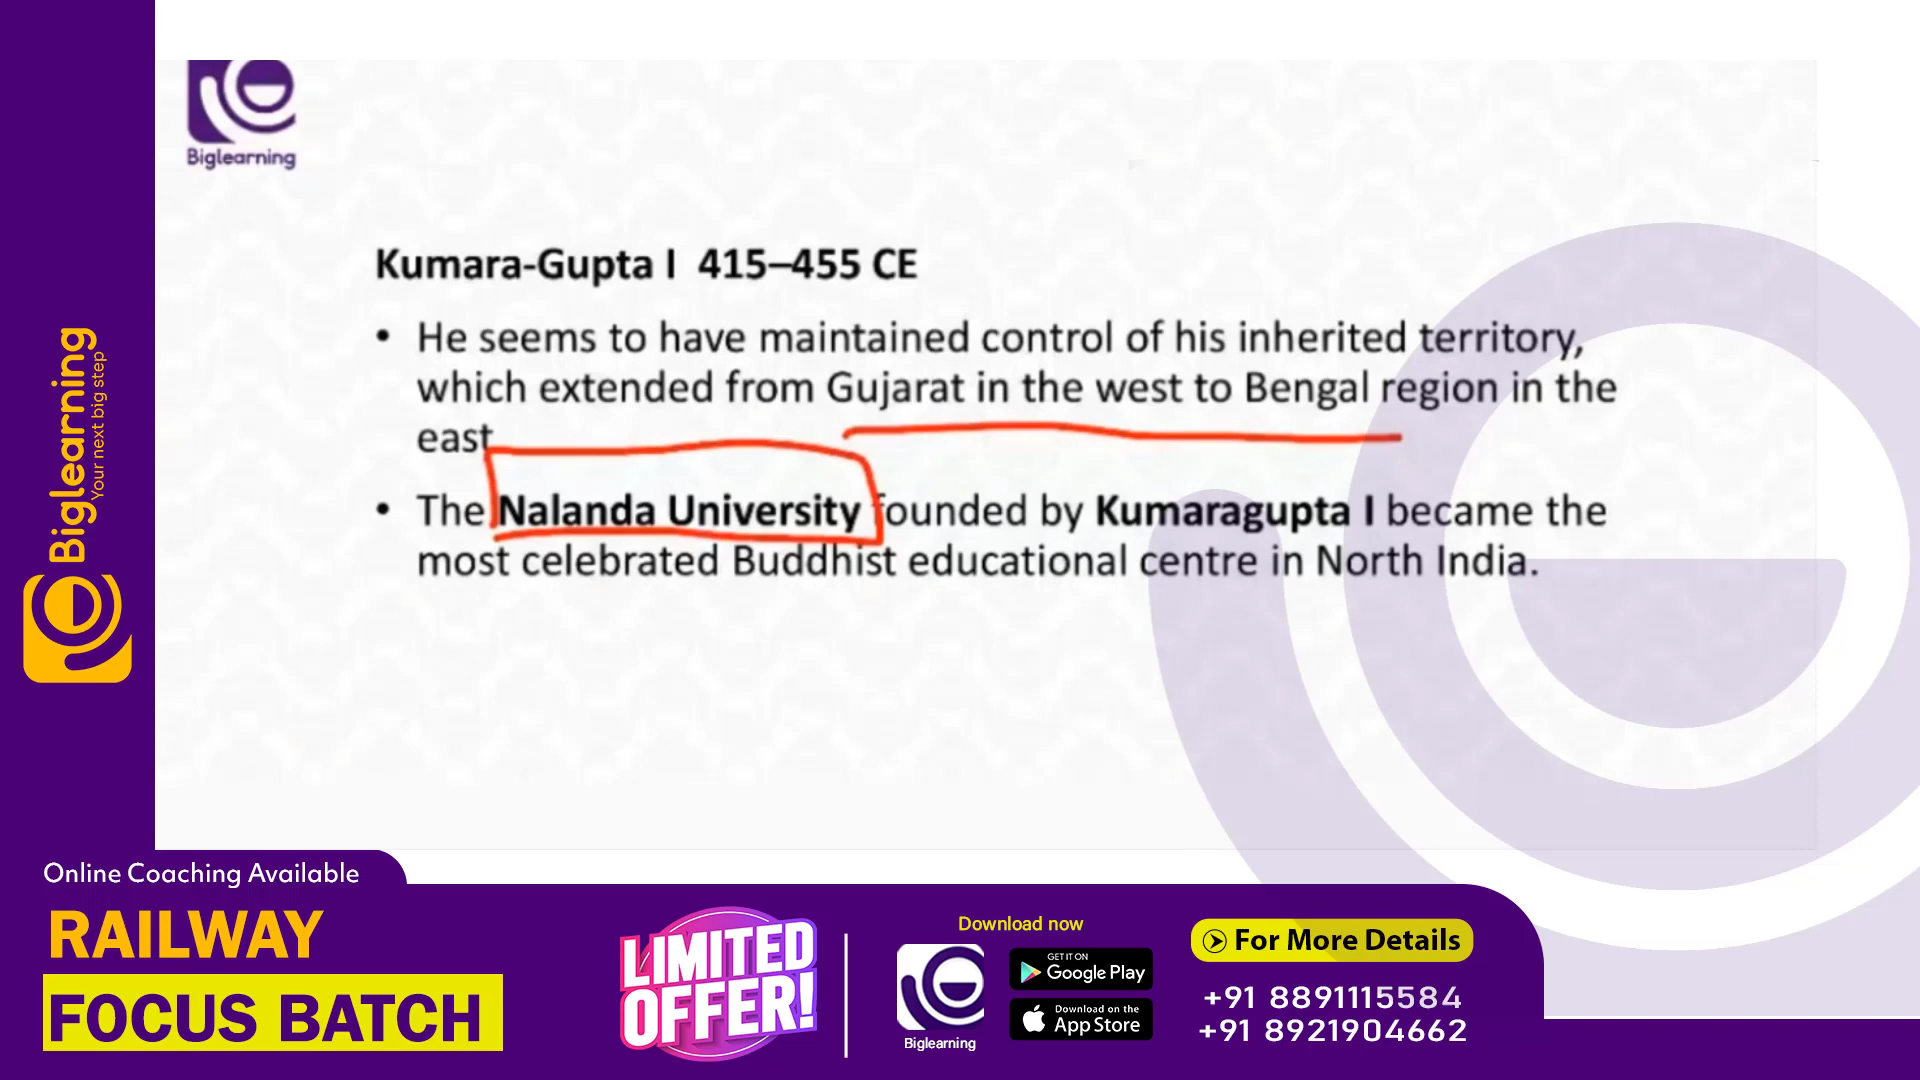 Biglearning
Kumara-Gupta I 415–455 CE
• He seems to have maintained control of his inherited territory,
which extended from Gujarat in the west to Bengal region in the
east
• The Nalanda University founded by Kumaragupta I became the
most celebrated Buddhist educational centre in North India.
Biglearning
Your next big step
Online Coaching Available
RAILWAY
FOCUS BATCH
LIMITED
OFFER!
Download now
Biglearning
GET IT ON
Google Play
Download on the
App Store
For More Details
+91 8891115584
+91 8921904662